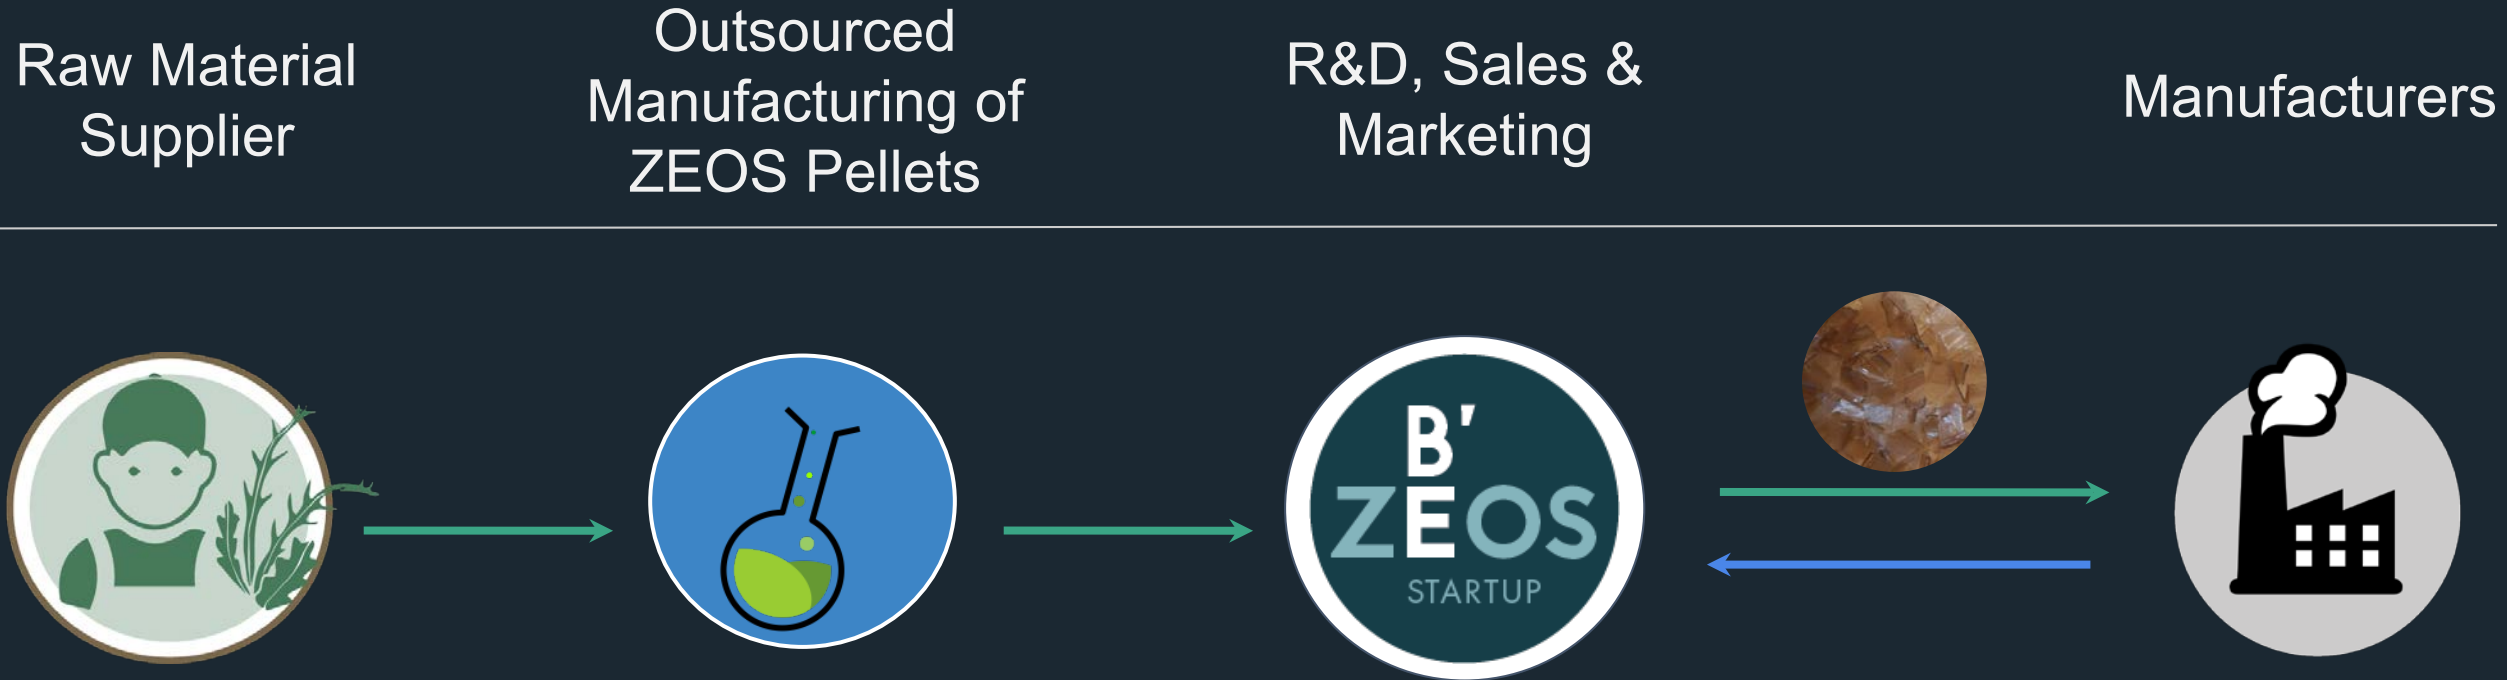 Raw Material
Supplier
Outsourced
Manufacturing of
ZEOS Pellets
R&D, Sales &
Marketing
Manufacturers
B'
ZEOS
STARTUP